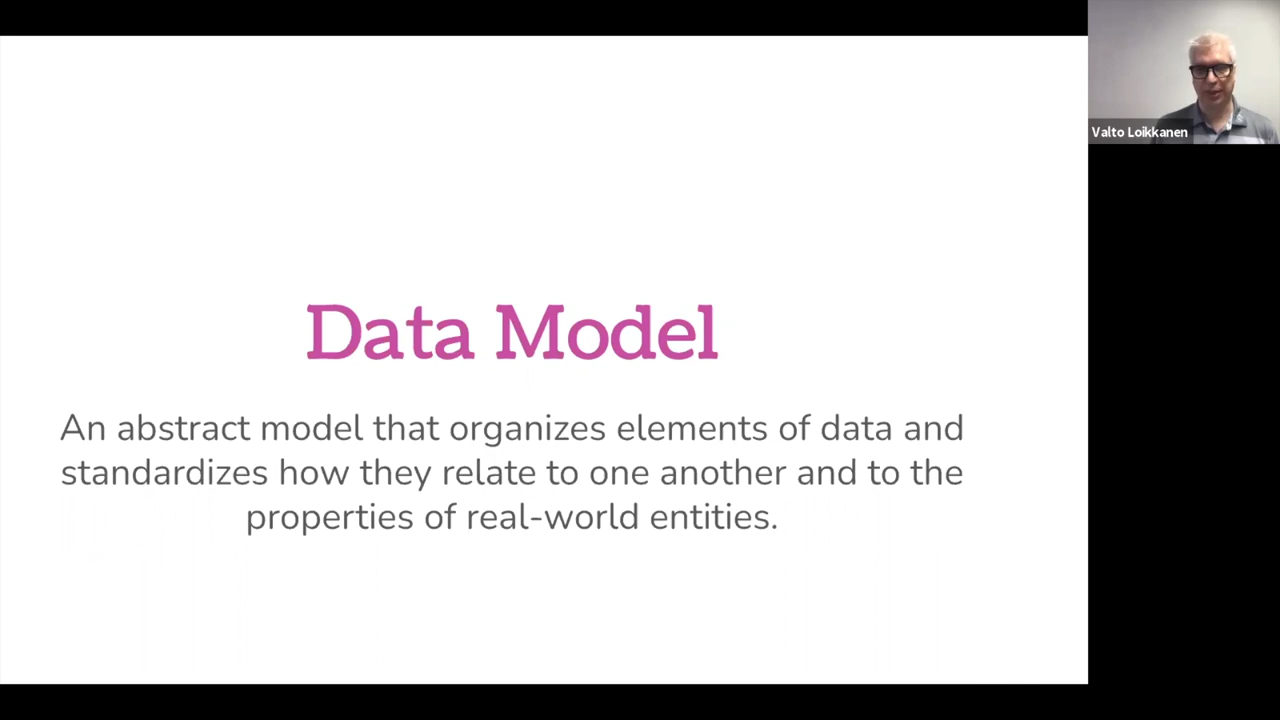 Data Model
An abstract model that organizes elements of data and
standardizes how they relate to one another and to the
properties of real-world entities.
Valto Loikkanen